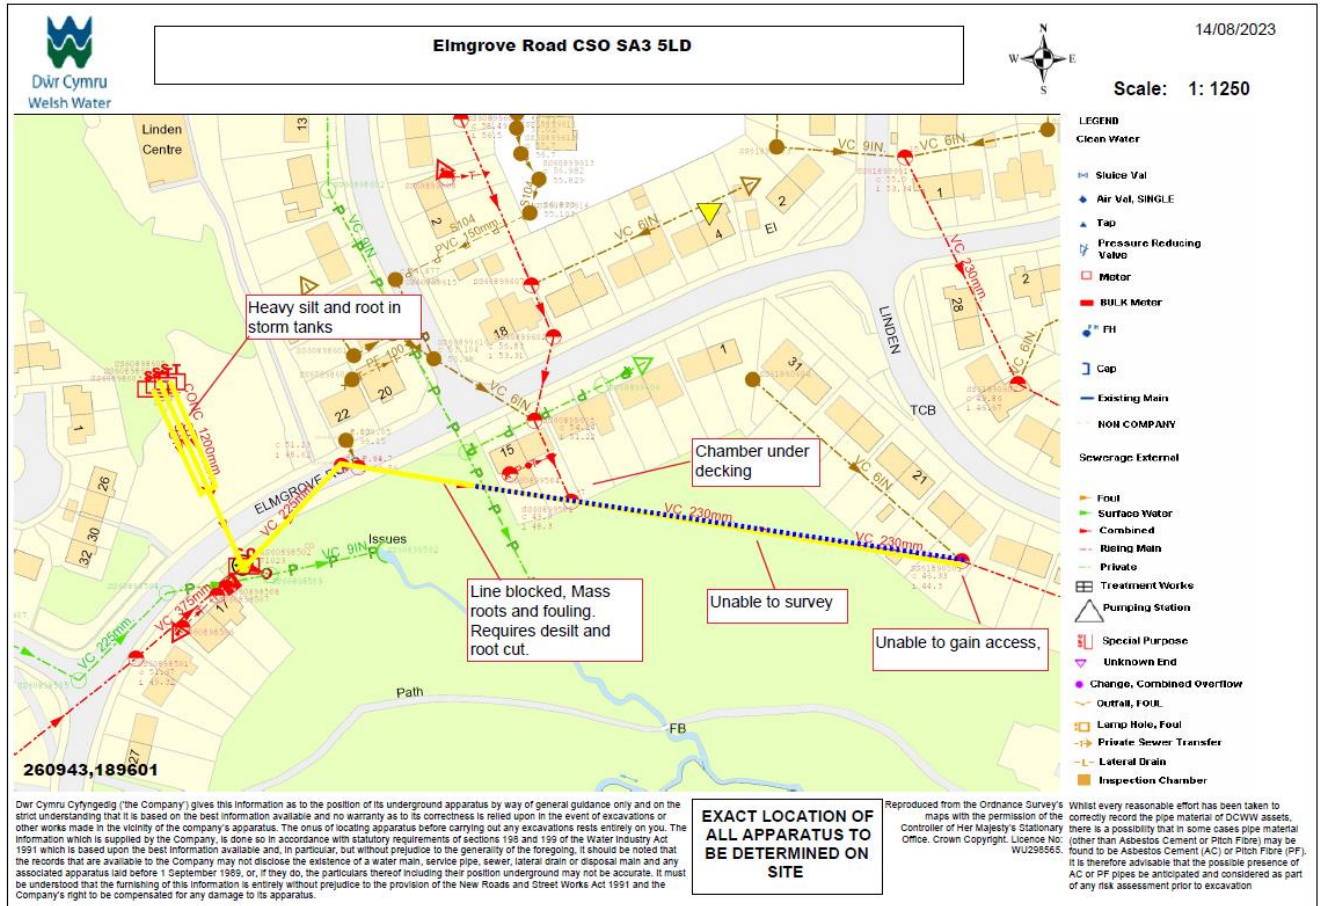 Dŵr Cymru
Welsh Water
Elmgrove Road CSO SA3 5LD
N
W
E
S
14/08/2023
Scale: 1: 1250
Linden
Centre
13
2
S104
S104
PVC 150mm
VC 9IN
VC 6IN
4
2
El
VC 9IN
VC 6IN
1
VC 230mm
28
2
VC 6IN
LINDEN
TCB
Heavy silt and root in
storm tanks
CONC 1200mm
18
PF 100
20
22
VC 6IN
1
31
15
21
VC 6IN
1
26
30
32
ELMGROVE
VC 225mm
Chamber under
decking
VC 230mm
VC 230mm
Issues
VC 9IN
17
VC 375mm
VC 225mm
Line blocked, Mass
roots and fouling.
Requires desilt and
root cut.
Unable to survey
Unable to gain access,
Path
FB
27
260943,189601
LEGEND
Clean Water
Sluice Val
Air Val, SINGLE
Tap
Pressure Reducing
Valve
Meter
BULK Meter
FH
Cap
Existing Main
NON COMPANY
Sewerage External
Foul
Surface Water
Combined
Rising Main
Private
Treatment Works
Pumping Station
Special Purpose
Unknown End
Change, Combined Overflow
Outfall, FOUL
Lamp Hole, Foul
Private Sewer Transfer
Lateral Drain
Inspection Chamber
Dwr Cymru Cyfyngedig ('the Company') gives this information as to the position of its underground apparatus by way of general guidance only and on the
strict understanding that it is based on the best information available and no warranty as to its correctness is relied upon in the event of excavations or
other works made in the vicinity of the company's apparatus. The onus of locating apparatus before carrying out any excavations rests entirely on you. The
information which is supplied by the Company, is done so in accordance with statutory requirements of sections 198 and 199 of the Water Industry Act
1991 which is based upon the best information available and, in particular, but without prejudice to the generality of the foregoing, it should be noted that
the records that are available to the Company may not disclose the existence of a water main, service pipe, sewer, lateral drain or disposal main and any
associated apparatus laid before 1 September 1989, or, if they do, the particulars thereof including their position underground may not be accurate. It must
be understood that the furnishing of this information is entirely without prejudice to the provision of the New Roads and Street Works Act 1991 and the
Company's right to be compensated for any damage to its apparatus.
EXACT LOCATION OF
ALL APPARATUS TO
BE DETERMINED ON
SITE
Reproduced from the Ordnance Survey's
maps with the permission of the
Controller of Her Majesty's Stationary
Office. Crown Copyright. Licence No:
WU298565.
Whilst every reasonable effort has been taken to
correctly record the pipe material of DCWW assets,
there is a possibility that in some cases pipe material
(other than Asbestos Cement or Pitch Fibre) may be
found to be Asbestos Cement (AC) or Pitch Fibre (PF).
It is therefore advisable that the possible presence of
AC or PF pipes be anticipated and considered as part
of any risk assessment prior to excavation